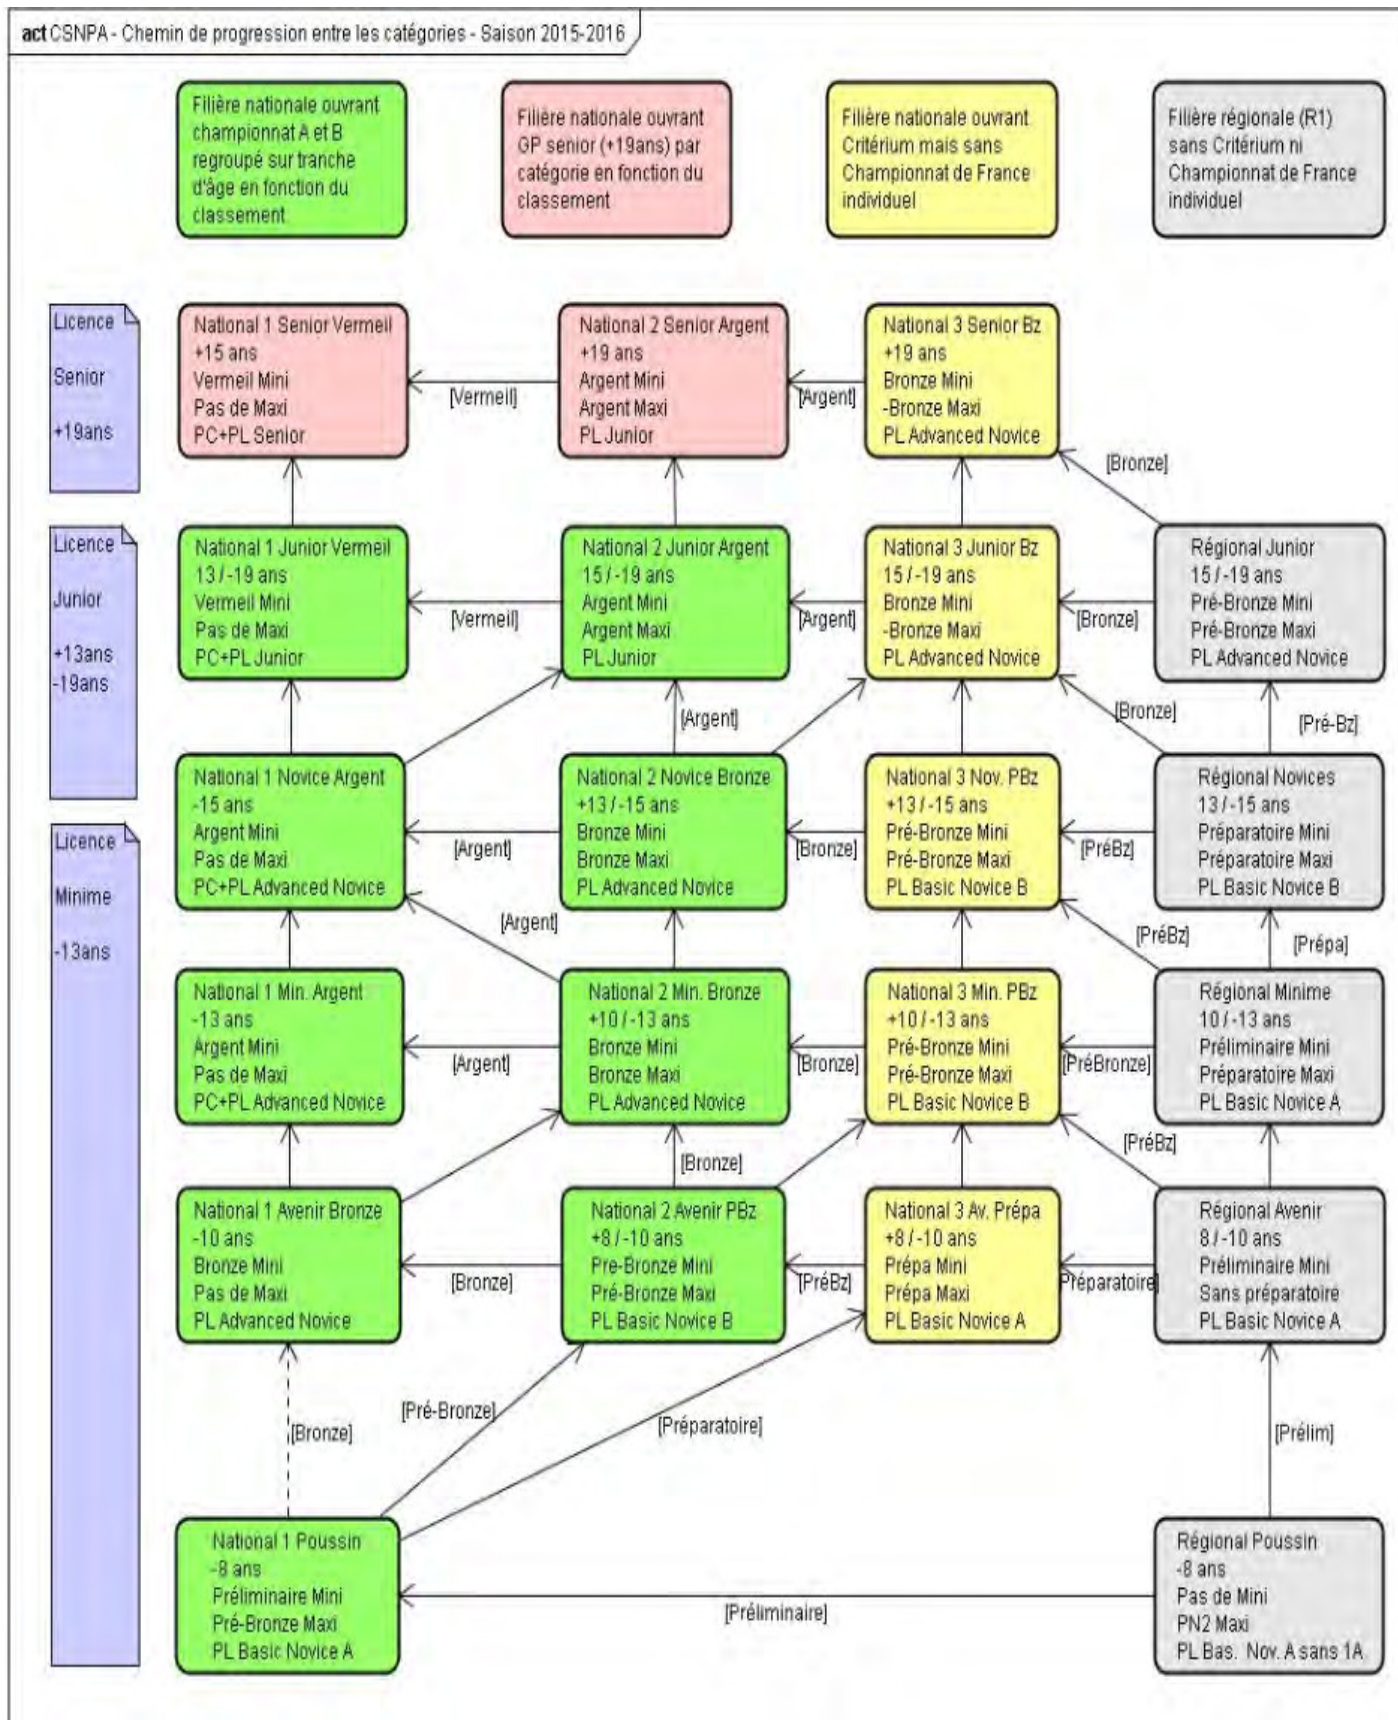 act CSNPA - Chemin de progression entre les catégories - Saison 2015-2016
Filière nationale ouvrant
championnat A et B
regroupé sur tranche
d'âge en fonction du
classement
Filière nationale ouvrant
GP senior (+19ans) par
catégorie en fonction du
classement
Filière nationale ouvrant
Critérium mais sans
Championnat de France
individuel
Filière régionale (R1)
sans Critérium ni
Championnat de France
individuel
Licence
Senior
+19ans
National 1 Senior Vermeil
+15 ans
Vermeil Mini
Pas de Maxi
PC+PL Senior
[Vermeil]
National 2 Senior Argent
+19 ans
Argent Mini
Argent Maxi
PL Junior
[Argent]
National 3 Senior Bz
+19 ans
Bronze Mini
-Bronze Maxi
PL Advanced Novice
[Bronze]
Licence
Junior
+13ans
-19ans
National 1 Junior Vermeil
13 / -19 ans
Vermeil Mini
Pas de Maxi
PC+PL Junior
[Vermeil]
National 2 Junior Argent
15 / -19 ans
Argent Mini
Argent Maxi
PL Junior
[Argent]
National 3 Junior Bz
15 / -19 ans
Bronze Mini
-Bronze Maxi
PL Advanced Novice
[Bronze]
Régional Junior
15 / -19 ans
Pré-Bronze Mini
Pré-Bronze Maxi
PL Advanced Novice
[Argent]
[Bronze]
[Pré-Bz]
Licence
Minime
-13ans
National 1 Novice Argent
-15 ans
Argent Mini
Pas de Maxi
PC+PL Advanced Novice
[Argent]
National 2 Novice Bronze
+13 / -15 ans
Bronze Mini
Bronze Maxi
PL Advanced Novice
[Bronze]
National 3 Nov. PBz
+13 / -15 ans
Pré-Bronze Mini
Pré-Bronze Maxi
PL Basic Novice B
[PréBz]
Régional Novices
13 / -15 ans
Préparatoire Mini
Préparatoire Maxi
PL Basic Novice B
[Argent]
[PréBz]
[Prépa]
National 1 Min. Argent
-13 ans
Argent Mini
Pas de Maxi
PC+PL Advanced Novice
[Argent]
National 2 Min. Bronze
+10 / -13 ans
Bronze Mini
Bronze Maxi
PL Advanced Novice
[Bronze]
National 3 Min. PBz
+10 / -13 ans
Pré-Bronze Mini
Pré-Bronze Maxi
PL Basic Novice B
[PréBronze]
Régional Minime
10 / -13 ans
Préliminaire Mini
Préparatoire Maxi
PL Basic Novice A
[Bronze]
[PréBz]
National 1 Avenir Bronze
-10 ans
Bronze Mini
Pas de Maxi
PL Advanced Novice
[Bronze]
National 2 Avenir PBz
+8 / -10 ans
Pre-Bronze Mini
Pré-Bronze Maxi
PL Basic Novice B
[PréBz]
National 3 Av. Prépa
+8 / -10 ans
Prépa Mini
Prépa Maxi
PL Basic Novice A
Préparatoire]
Régional Avenir
8 / -10 ans
Préliminaire Mini
Sans préparatoire
PL Basic Novice A
[Bronze]
[Pré-Bronze]
[Préparatoire]
[Prélim]
National 1 Poussin
-8 ans
Préliminaire Mini
Pré-Bronze Maxi
PL Basic Novice A
[Préliminaire]
Régional Poussin
-8 ans
Pas de Mini
PN2 Maxi
PL Bas. Nov. A sans 1A